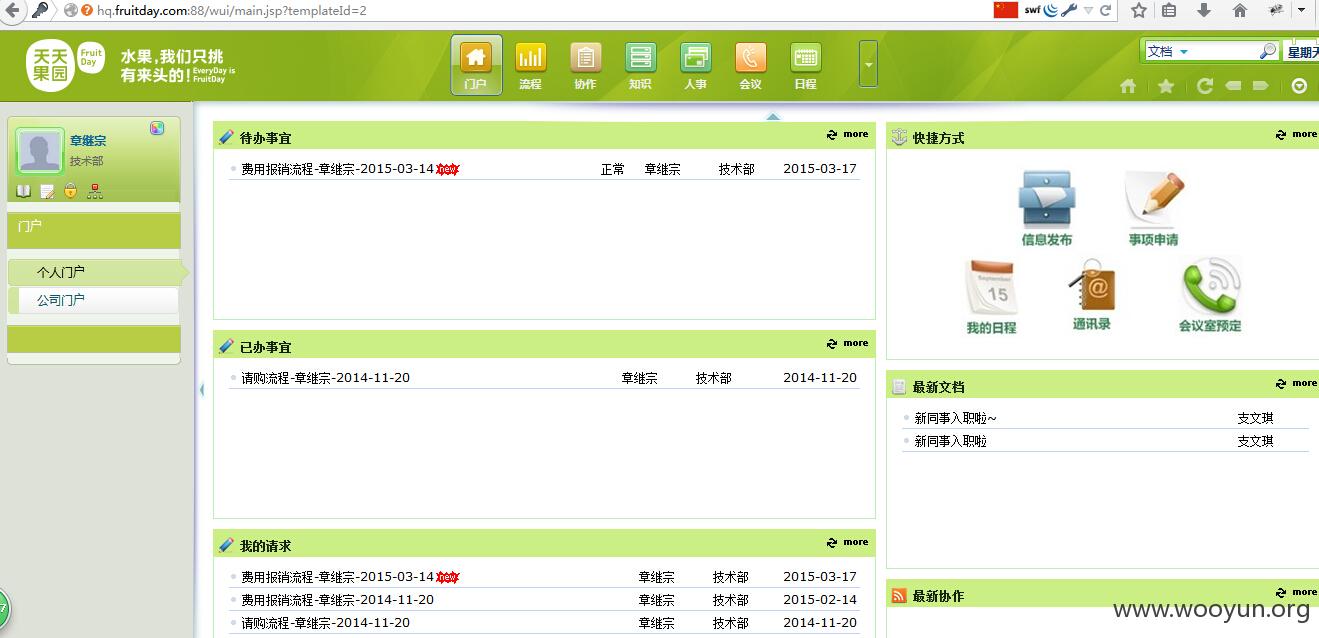 hq.fruitday.com:88/wui/main.jsp?templateId=2
swf
天天果园
Fruit Day
水果,我们只挑
有来头的! EveryDay is FruitDay
门户 流程 协作 知识 人事 会议 日程
文档
星期天
章继宗
技术部
门户
个人门户
公司门户
待办事宜 more
费用报销流程-章继宗-2015-03-14 new 正常 章继宗 技术部 2015-03-17
已办事宜 more
请购流程-章继宗-2014-11-20 章继宗 技术部 2014-11-20
我的请求 more
费用报销流程-章继宗-2015-03-14 new 章继宗 技术部 2015-03-17
费用报销流程-章继宗-2014-11-20 章继宗 技术部 2015-02-14
请购流程-章继宗-2014-11-20 章继宗 技术部 2014-11-20
快捷方式 more
信息发布 事项申请
September
15
@
我的日程 通讯录 会议室预定
最新文档 more
新同事入职啦~ 支文琪
新同事入职啦 支文琪
最新协作 more
www.wooyun.org
7